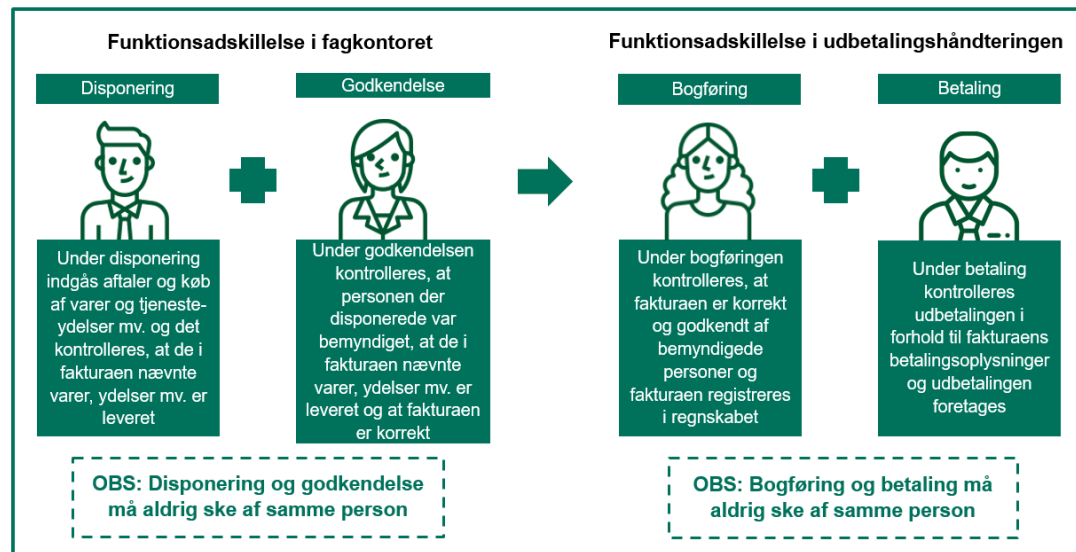 Funktionsadskillelse i fagkontoret
Disponering
Godkendelse
Under disponering
indgås aftaler og køb
af varer og tjeneste-
ydelser mv. og det
kontrolleres, at de i
fakturaen nævnte
varer, ydelser mv. er
leveret
Under godkendelsen
kontrolleres, at
personen der
disponerede var
bemyndiget, at de i
fakturaen nævnte
varer, ydelser mv. er
leveret og at fakturaen
er korrekt
OBS: Disponering og godkendelse
må aldrig ske af samme person
Funktionsadskillelse i udbetalingshåndteringen
Bogføring
Betaling
Under bogføringen
kontrolleres, at
fakturaen er korrekt
og godkendt af
bemyndigede
personer og
fakturaen registreres
i regnskabet
Under betaling
kontrolleres
udbetalingen i
forhold til fakturaens
betalingsoplysninger
og udbetalingen
foretages
OBS: Bogføring og betaling må
aldrig ske af samme person